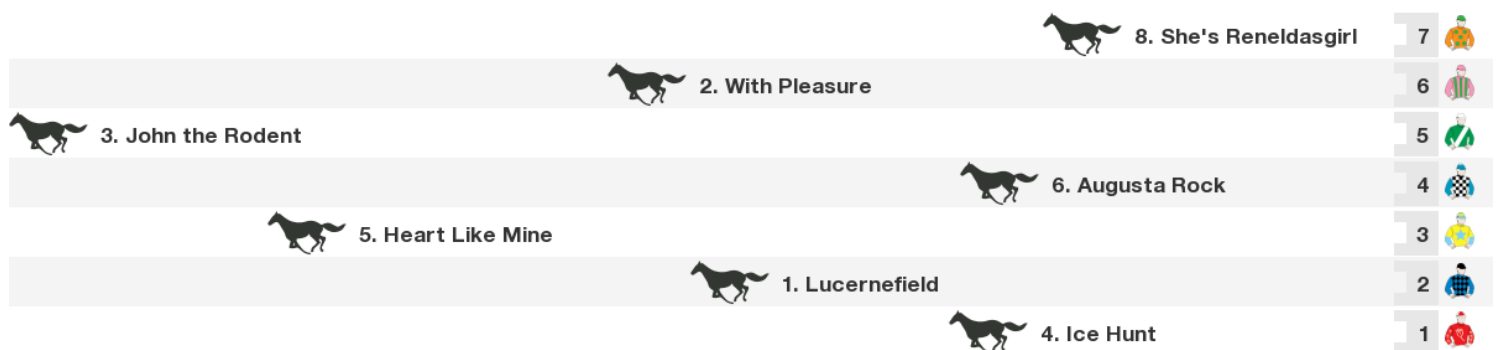 8. She's Reneldasgirl 7
2. With Pleasure 6
3. John the Rodent 5
6. Augusta Rock 4
5. Heart Like Mine 3
1. Lucernefield 2
4. Ice Hunt 1